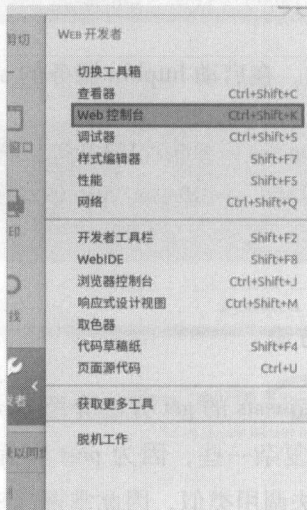 剪切
WEB 开发者
切换工具箱
查看器 Ctrl+Shift+C
Web 控制台 Ctrl+Shift+K
调试器 Ctrl+Shift+S
窗口
样式编辑器 Shift+F7
性能 Shift+F5
网络 Ctrl+Shift+Q
印
开发者工具栏 Shift+F2
WebIDE Shift+F8
浏览器控制台 Ctrl+Shift+J
找
响应式设计视图 Ctrl+Shift+M
取色器
代码草稿纸 Shift+F4
页面源代码 Ctrl+U
者
获取更多工具
脱机工作